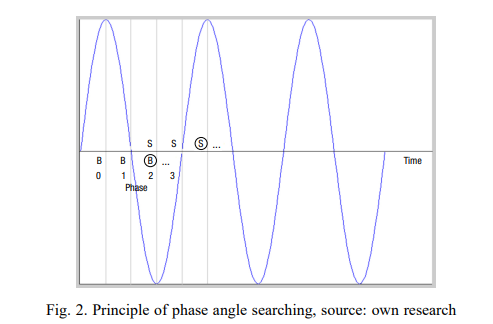 S S S ...
B B B ... Time
0 1 2 3
Phase
Fig. 2. Principle of phase angle searching, source: own research